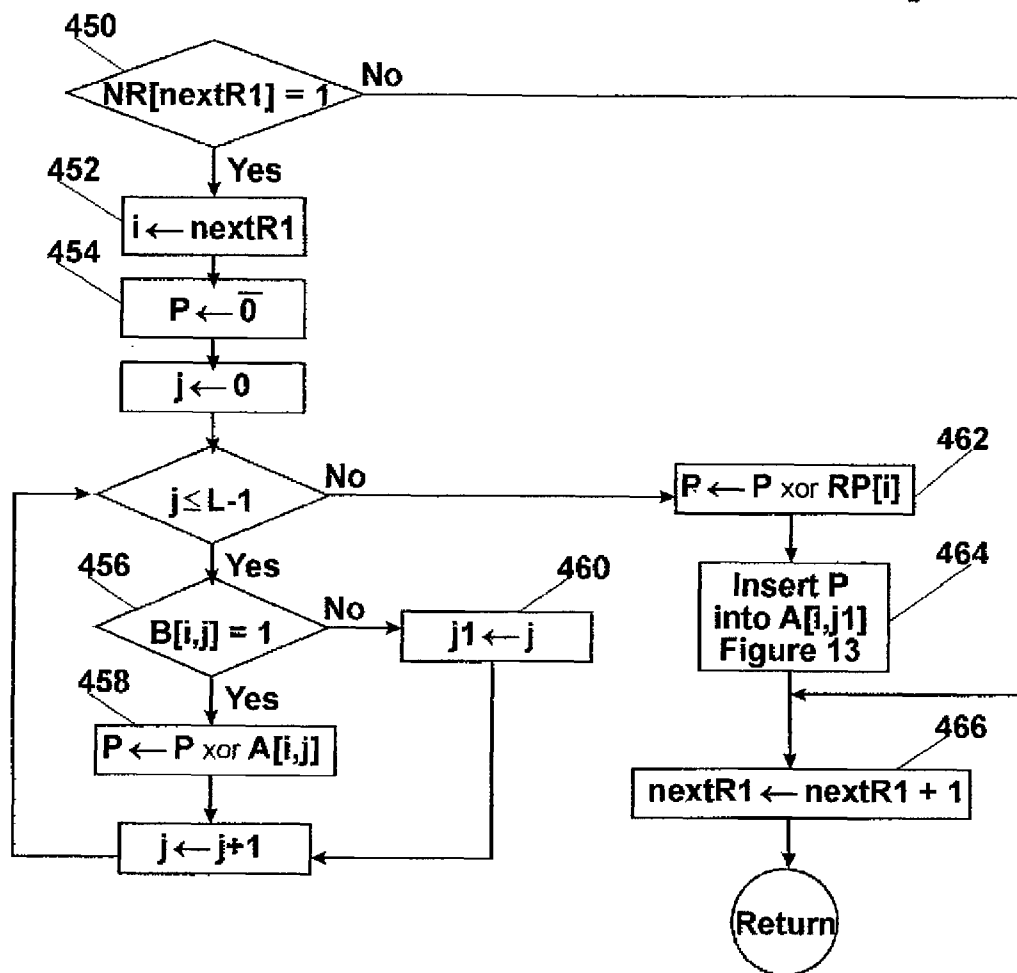 450
NR[nextR1] = 1
No
Yes
452
i ← nextR1
454
P ← 0̅
j ← 0
j ≤ L-1
No
Yes
456
B[i,j] = 1
No
460
j1 ← j
Yes
458
P ← P xor A[i,j]
j ← j+1
462
P ← P xor RP[i]
464
Insert P
into A[i,j1]
Figure 13
466
nextR1 ← nextR1 + 1
Return